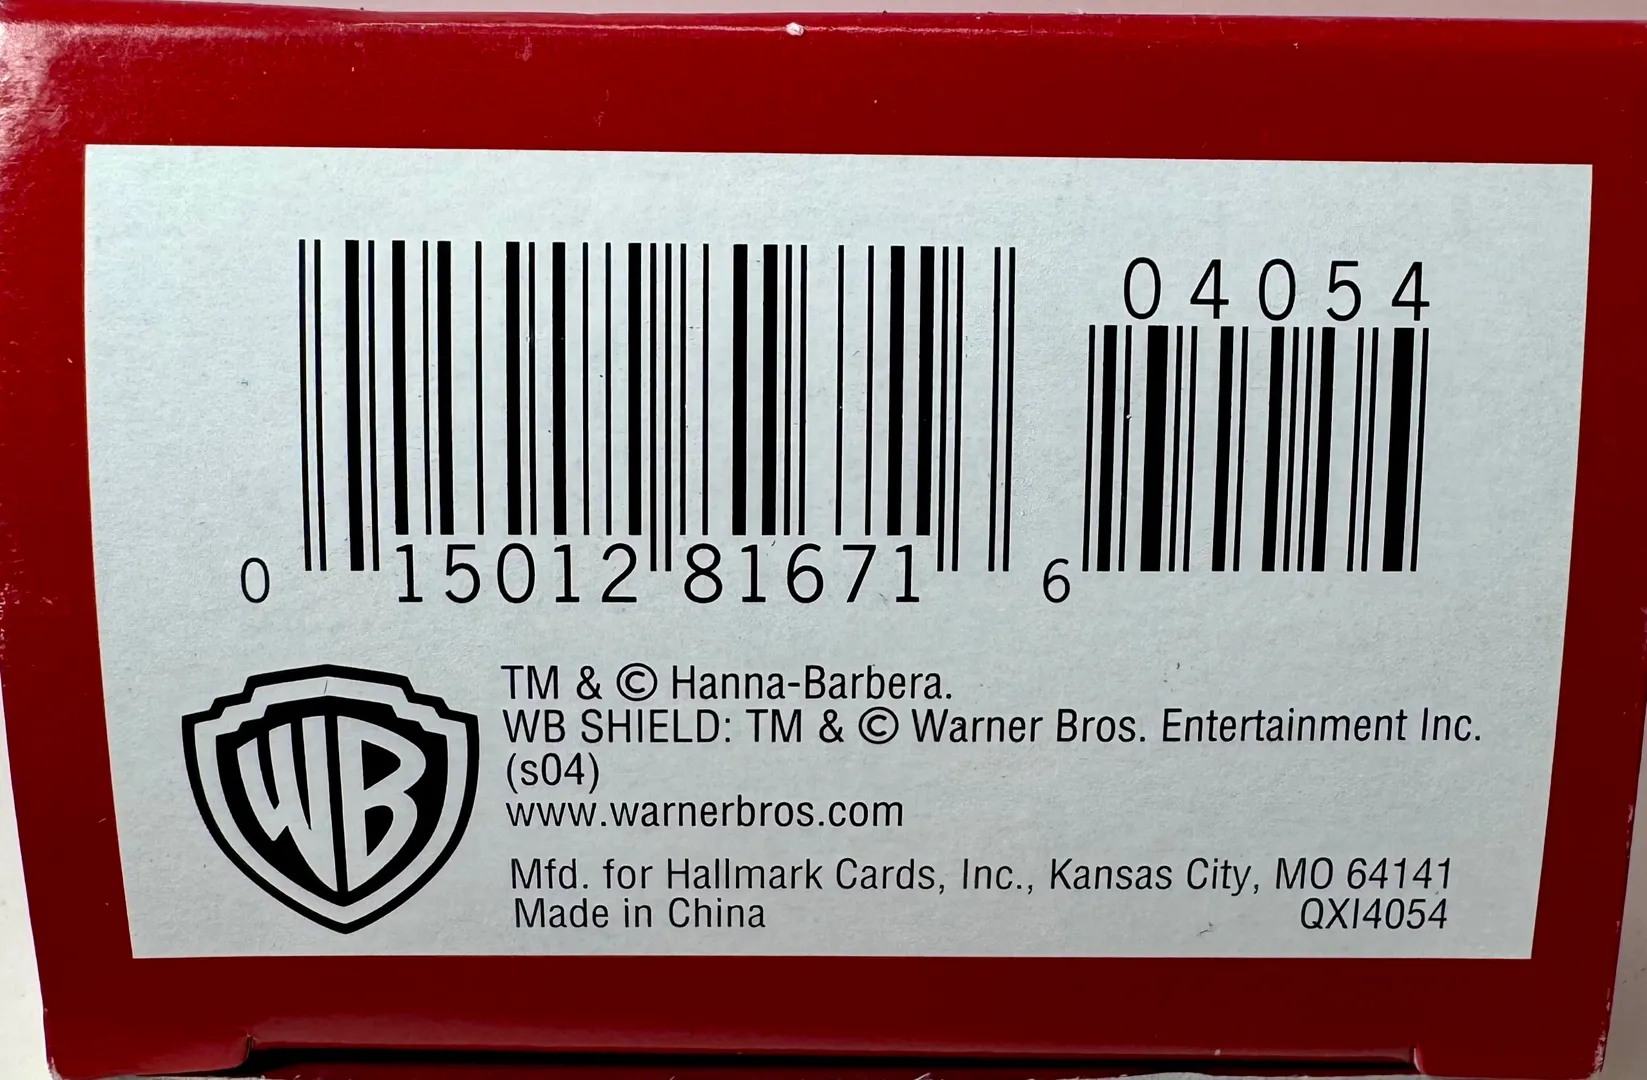 04054
0 15012 81671 6
WB
TM & © Hanna-Barbera.
WB SHIELD: TM & © Warner Bros. Entertainment Inc.
(s04)
www.warnerbros.com
Mfd. for Hallmark Cards, Inc., Kansas City, MO 64141
Made in China QXI4054